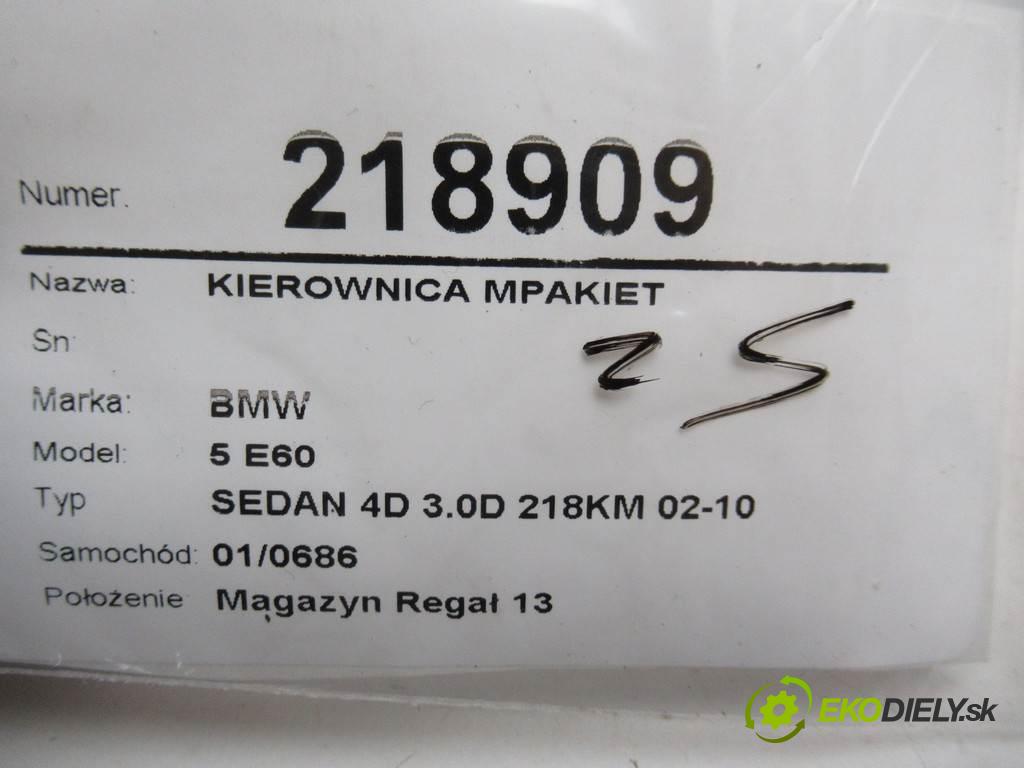 Numer. 218909
Nazwa: KIEROWNICA MPAKIET
Sn
25
Marka: BMW
Model: 5 E60
Typ SEDAN 4D 3.0D 218KM 02-10
Samochód: 01/0686
Położenie Magazyn Regał 13
EKODIELY.sk